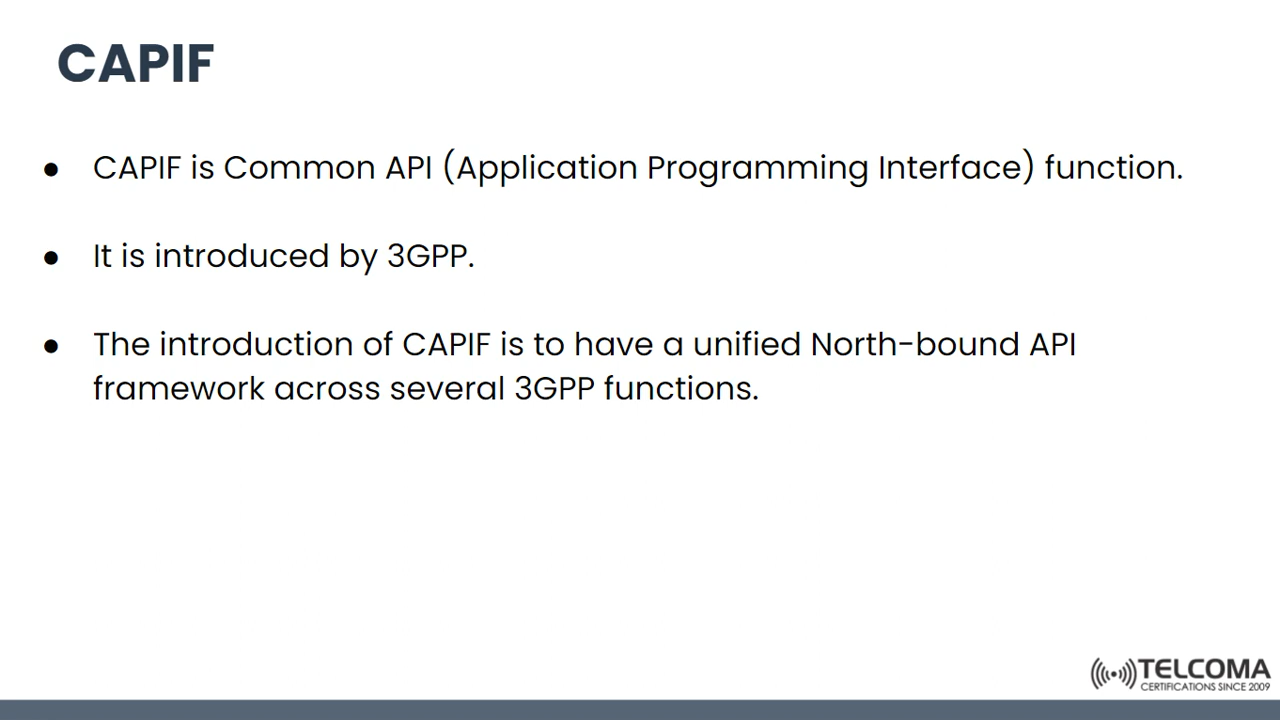 CAPIF
● CAPIF is Common API (Application Programming Interface) function.
● It is introduced by 3GPP.
● The introduction of CAPIF is to have a unified North-bound API
framework across several 3GPP functions.
TELCOMA
CERTIFICATIONS SINCE 2009